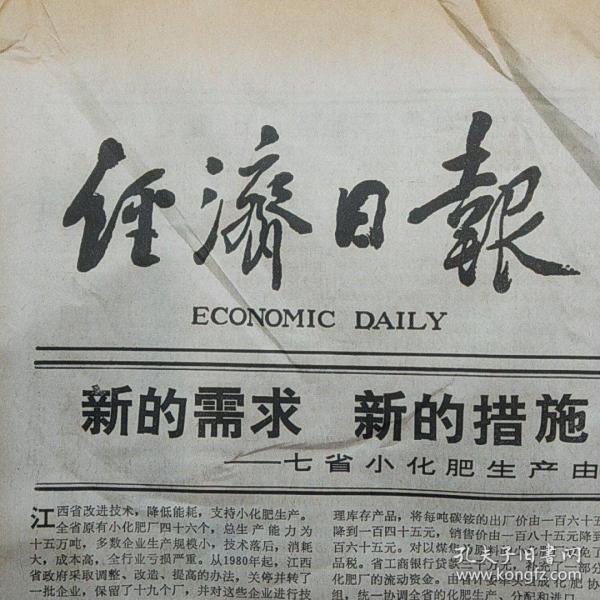 經濟日報
ECONOMIC DAILY
新的需求 新的措施
——七省小化肥生产由
江西省改进技术，降低能耗，支持小化肥生产。
全省原有小化肥厂四十六个，总生产能力为
十五万吨，多数企业生产规模小，技术落后，消耗
大，成本高，全行业亏损严重。从1980年起，江西
省政府采取调整、改造、提高的办法，关停并转了
一批企业，保留了十九个厂，并对这些企业进行技
理库存产品，将每吨碳铵的出厂价由一百六十五
降到一百四十五元，销售价由一百八十五元降到
百六十五元。对以煤
品税。省工商银行贷款
化肥厂的流动资金。
组，统一协调全省的化肥生产、分配和进口
孔夫子旧书网
www.kongfz.com